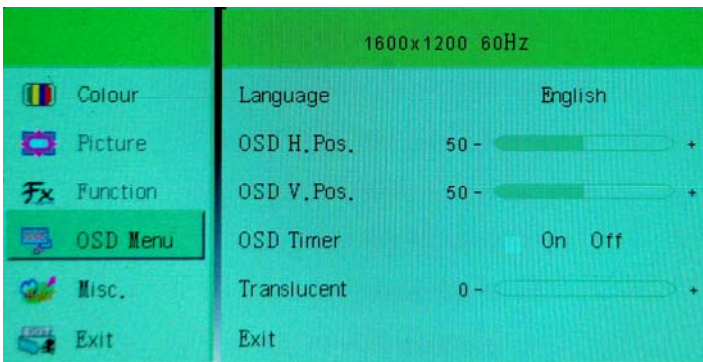 1600x1200 60Hz
Colour
Picture
Function
OSD Menu
Misc.
Exit
Language English
OSD H.Pos. 50 - +
OSD V.Pos. 50 - +
OSD Timer On Off
Translucent 0 - +
Exit